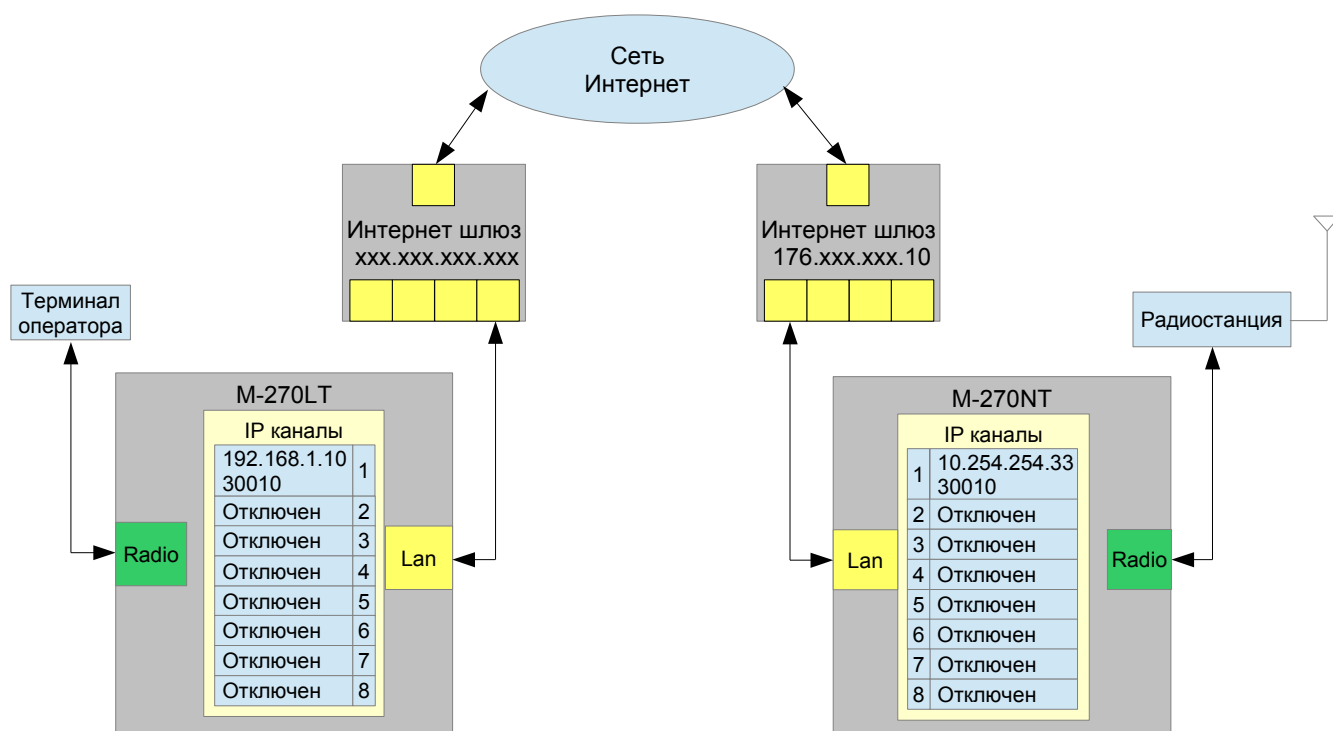 Сеть
Интернет
Интернет шлюз
xxx.xxx.xxx.xxx
Интернет шлюз
176.xxx.xxx.10
Терминал
оператора
Радиостанция
M-270LT
IP каналы
192.168.1.10
30010
1
Отключен 2
Отключен 3
Отключен 4
Отключен 5
Отключен 6
Отключен 7
Отключен 8
Radio
Lan
M-270NT
IP каналы
1
10.254.254.33
30010
2 Отключен
3 Отключен
4 Отключен
5 Отключен
6 Отключен
7 Отключен
8 Отключен
Lan
Radio